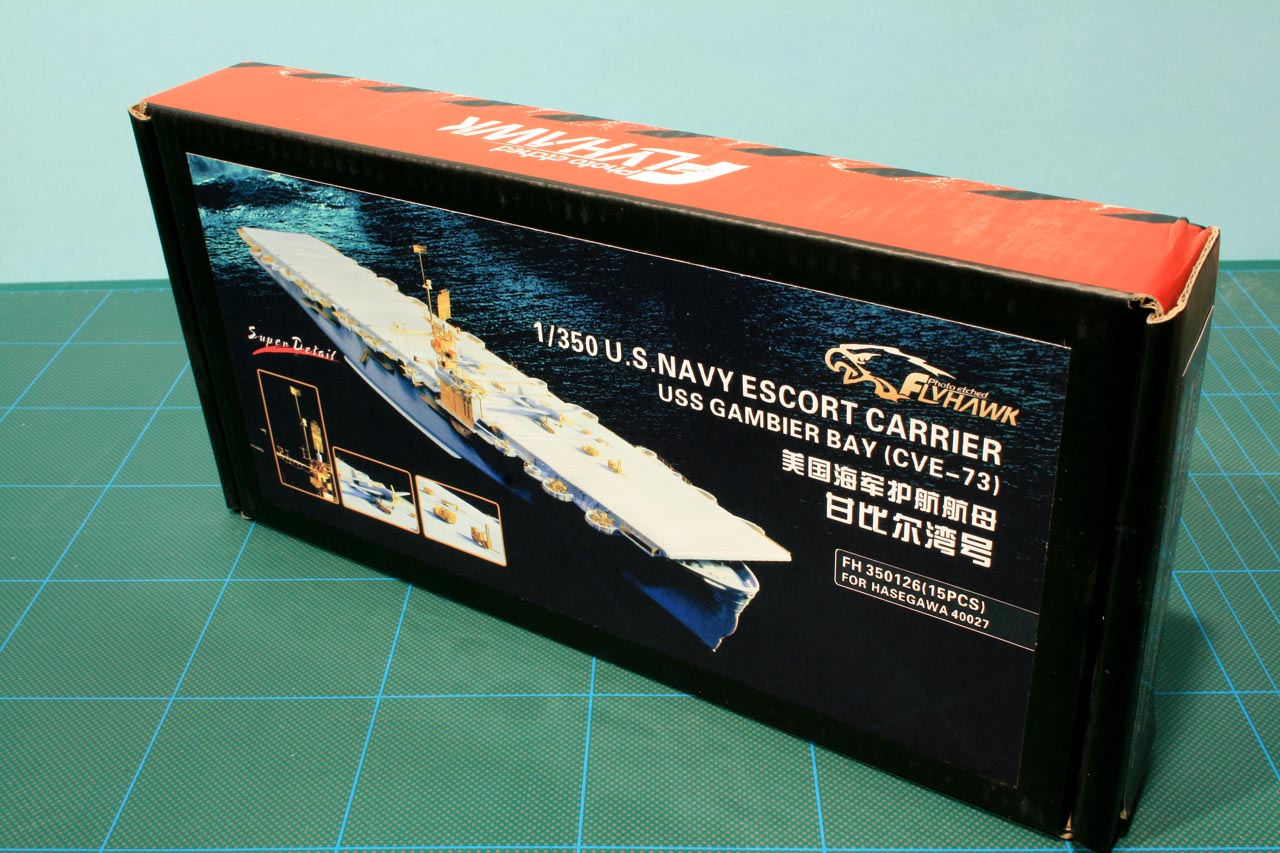 Photo etched
FLYHAWK
Super Detail
1/350 U.S.NAVY ESCORT CARRIER
USS GAMBIER BAY (CVE-73)
美国海军护航航母
甘比尔湾号
Photo etched
FLYHAWK
FH 350126(15PCS)
FOR HASEGAWA 40027